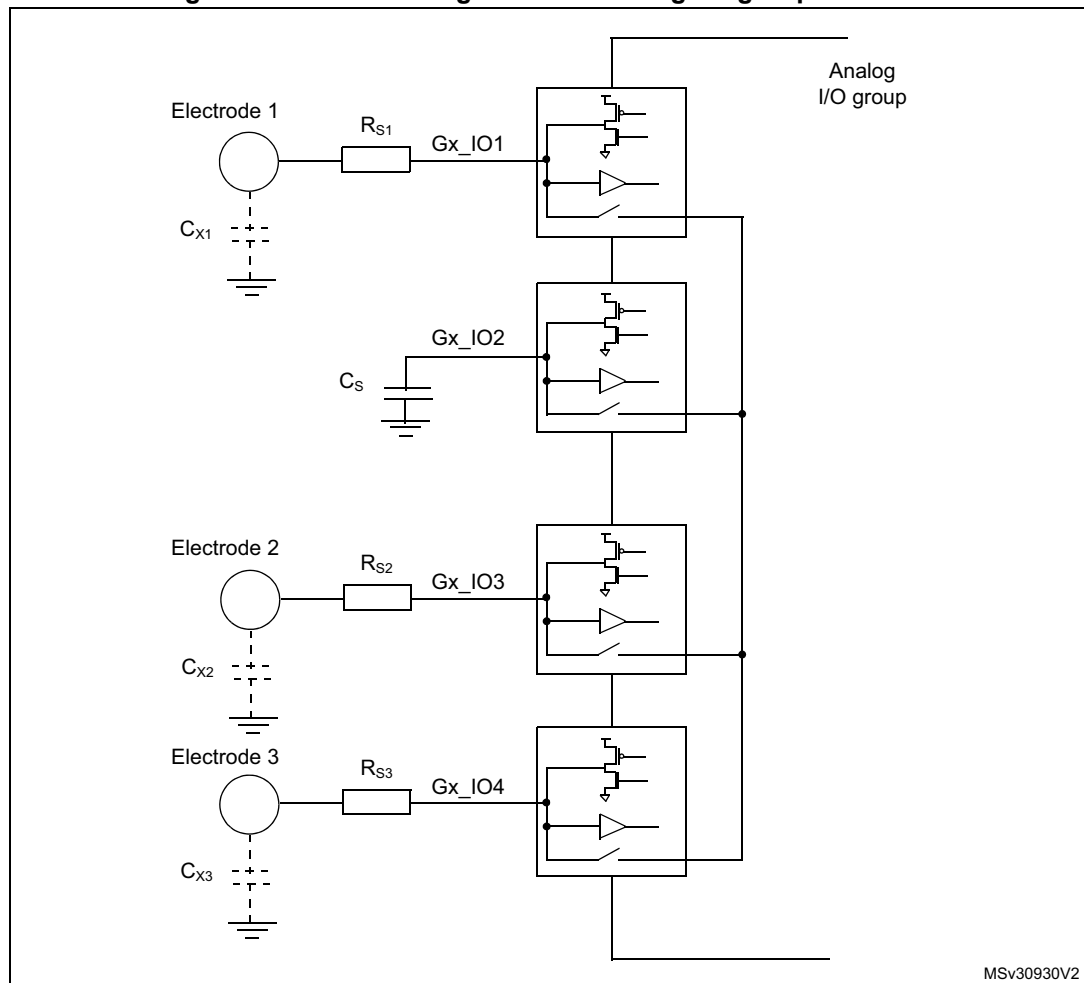 Analog
I/O group
Electrode 1
RS1
Gx_IO1
CX1
Gx_IO2
CS
Electrode 2
RS2
Gx_IO3
CX2
Electrode 3
RS3
Gx_IO4
CX3
MSv30930V2